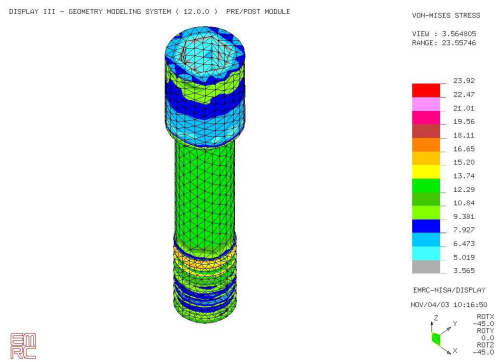 DISPLAY III - GEOMETRY MODELING SYSTEM ( 12.0.0 ) PRE/POST MODULE
VON-MISES STRESS
VIEW : 3.564805
RANGE: 23.55746
23.92
22.47
21.01
19.56
18.11
16.65
15.20
13.74
12.29
10.84
9.381
7.927
6.473
5.019
3.565
EMRC-NISA/DISPLAY
NOV/04/03 10:16:50
ROTX
-45.0
ROTY
0.0
ROTZ
-45.0
Z
Y
X
EM
RC